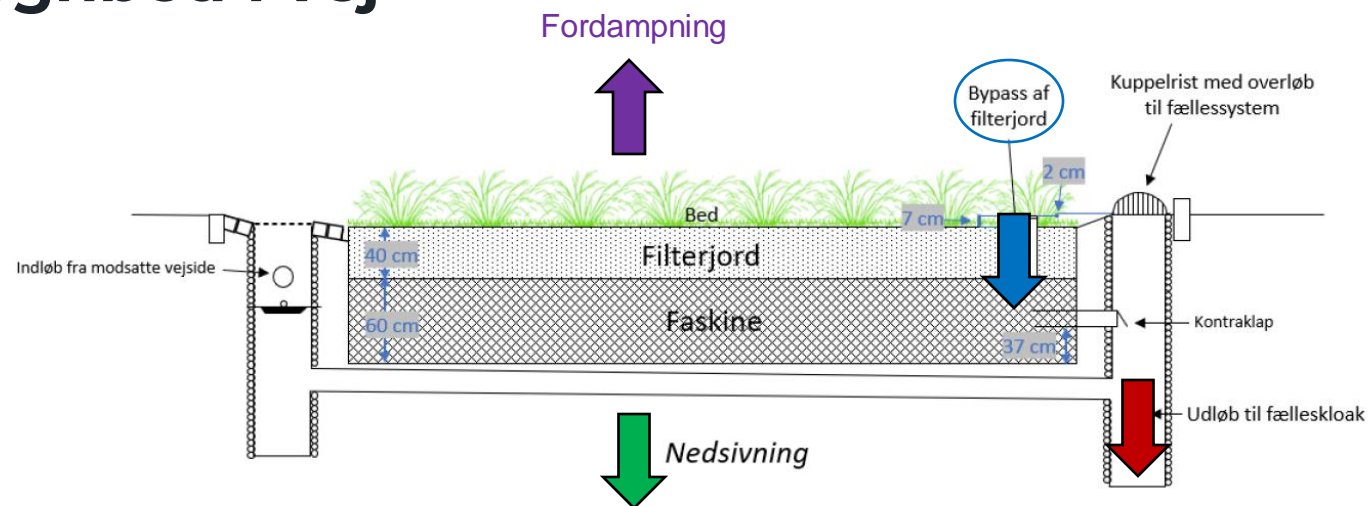 Fordampning
Bypass af
filterjord
Kuppelrist med overløb
til fællessystem
2 cm
Bed
7 cm
Filterjord
40 cm
Indløb fra modsatte vejside
Faskine
60 cm
Kontraklap
37 cm
Udløb til fælleskloak
Nedsivning